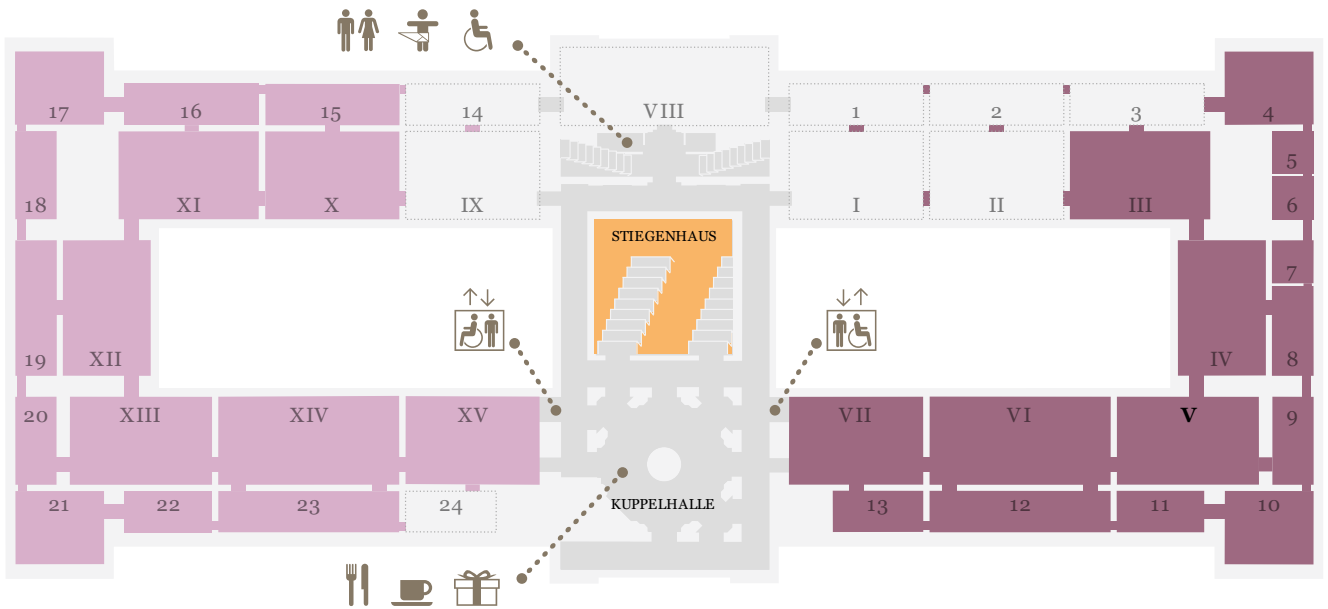 17 16 15 14 VIII 1 2 3 4
5
18 XI X IX I II III 6
STIEGENHAUS
7
19 XII IV 8
20 XIII XIV XV VII VI V 9
21 22 23 24 KUPPELHALLE 13 12 11 10